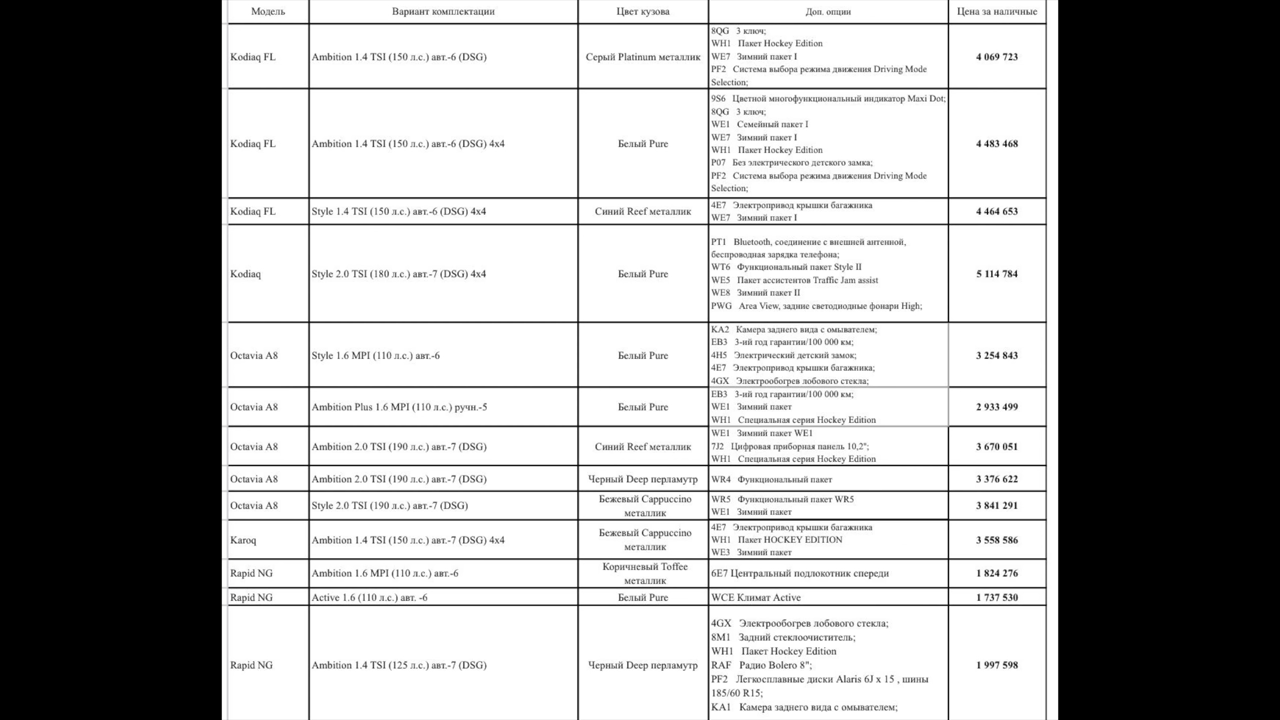 Модель Вариант комплектации Цвет кузова Доп. опции Цена за наличные
Kodiaq FL Ambition 1.4 TSI (150 л.с.) авт.-6 (DSG) Серый Platinum металлик 8QG 3 ключ;
WH1 Пакет Hockey Edition
WE7 Зимний пакет I
PF2 Система выбора режима движения Driving Mode
Selection;
4 069 723
Kodiaq FL Ambition 1.4 TSI (150 л.с.) авт.-6 (DSG) 4x4 Белый Pure 9S6 Цветной многофункциональный индикатор Maxi Dot;
8QG 3 ключ;
WE1 Семейный пакет I
WE7 Зимний пакет I
WH1 Пакет Hockey Edition
P07 Без электрического детского замка;
PF2 Система выбора режима движения Driving Mode
Selection;
4 483 468
Kodiaq FL Style 1.4 TSI (150 л.с.) авт.-6 (DSG) 4x4 Синий Reef металлик 4E7 Электропривод крышки багажника
WE7 Зимний пакет I
4 464 653
Kodiaq Style 2.0 TSI (180 л.с.) авт.-7 (DSG) 4x4 Белый Pure PT1 Bluetooth, соединение с внешней антенной,
беспроводная зарядка телефона;
WT6 Функциональный пакет Style II
WE5 Пакет ассистентов Traffic Jam assist
WE8 Зимний пакет II
PWG Area View, задние светодиодные фонари High;
5 114 784
Octavia A8 Style 1.6 MPI (110 л.с.) авт.-6 Белый Pure KA2 Камера заднего вида с омывателем;
EB3 3-ий год гарантии/100 000 км;
4H5 Электрический детский замок;
4E7 Электропривод крышки багажника;
4GX Электрообогрев лобового стекла;
3 254 843
Octavia A8 Ambition Plus 1.6 MPI (110 л.с.) ручн.-5 Белый Pure EB3 3-ий год гарантии/100 000 км;
WE1 Зимний пакет
WH1 Специальная серия Hockey Edition
2 933 499
Octavia A8 Ambition 2.0 TSI (190 л.с.) авт.-7 (DSG) Синий Reef металлик WE1 Зимний пакет WE1
7J2 Цифровая приборная панель 10,2";
WH1 Специальная серия Hockey Edition
3 670 051
Octavia A8 Ambition 2.0 TSI (190 л.с.) авт.-7 (DSG) Черный Deep перламутр WR4 Функциональный пакет 3 376 622
Octavia A8 Style 2.0 TSI (190 л.с.) авт.-7 (DSG) Бежевый Cappuccino
металлик
WR5 Функциональный пакет WR5
WE1 Зимний пакет
3 841 291
Karoq Ambition 1.4 TSI (150 л.с.) авт.-7 (DSG) 4x4 Бежевый Cappuccino
металлик
4E7 Электропривод крышки багажника
WH1 Пакет HOCKEY EDITION
WE3 Зимний пакет
3 558 586
Rapid NG Ambition 1.6 MPI (110 л.с.) авт.-6 Коричневый Toffee
металлик
6E7 Центральный подлокотник спереди 1 824 276
Rapid NG Active 1.6 (110 л.с.) авт. -6 Белый Pure WCE Климат Active 1 737 530
Rapid NG Ambition 1.4 TSI (125 л.с.) авт.-7 (DSG) Черный Deep перламутр 4GX Электрообогрев лобового стекла;
8M1 Задний стеклоочиститель;
WH1 Пакет Hockey Edition
RAF Радио Bolero 8";
PF2 Легкосплавные диски Alaris 6J x 15 , шины
185/60 R15;
KA1 Камера заднего вида с омывателем;
1 997 598